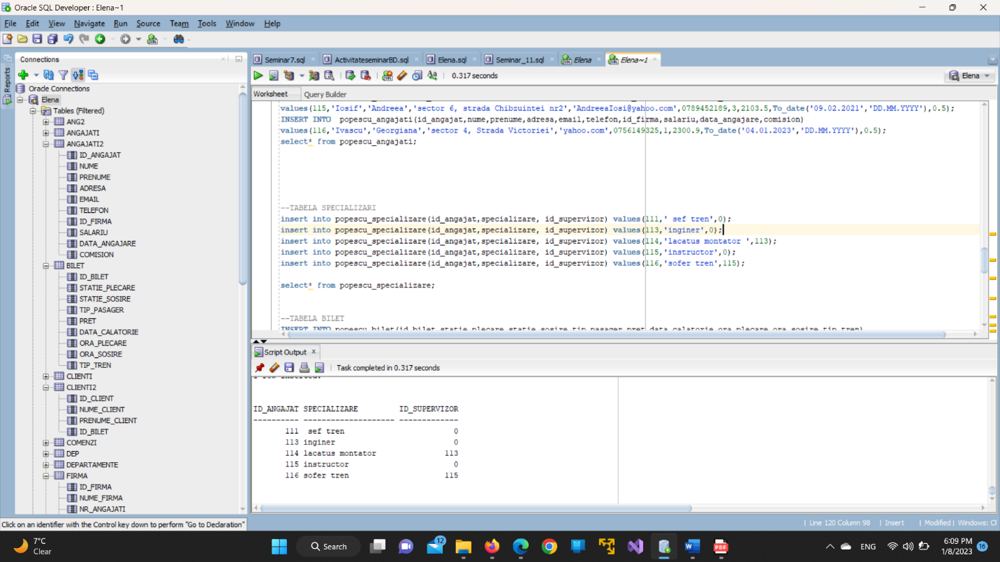 Oracle SQL Developer : Elena~1
File Edit View Navigate Run Source Team Tools Window Help
Connections
Reports
Oracle Connections
Elena
Tables (Filtered)
ANG2
ANGAJATI
ANGAJATI2
ID_ANGAJAT
NUME
PRENUME
ADRESA
EMAIL
TELEFON
ID_FIRMA
SALARIU
DATA_ANGAJARE
COMISION
BILET
ID_BILET
STATIE_PLECARE
STATIE_SOSIRE
TIP_PASAGER
PRET
DATA_CALATORIE
ORA_PLECARE
ORA_SOSIRE
TIP_TREN
CLIENTI
CLIENTI2
ID_CLIENT
NUME_CLIENT
PRENUME_CLIENT
ID_BILET
COMENZI
DEP
DEPARTAMENTE
FIRMA
ID_FIRMA
NUME_FIRMA
NR_ANGAJATI
Seminar7.sql ActivitateseminarBD.sql Elena.sql Seminar_11.sql Elena Elena~1
0.317 seconds
Elena
Worksheet Query Builder
values(115,'Iosif','Andreea','sector 6, strada Chibzuintei nr2','AndreeaIosi@yahoo.com',0789452189,3,2103.5,To_date('09.02.2021','DD.MM.YYYY'),0.5);
INSERT INTO  popescu_angajati(id_angajat,nume,prenume,adresa,email,telefon,id_firma,salariu,data_angajare,comision)
values(116,'Ivascu','Georgiana','sector 4, Strada Victoriei','yahoo.com',0756149325,1,2300.9,To_date('04.01.2023','DD.MM.YYYY'),0.5);
select* from popescu_angajati;
--TABELA SPECIALIZARI
insert into popescu_specializare(id_angajat,specializare, id_supervizor) values(111,' sef tren',0);
insert into popescu_specializare(id_angajat,specializare, id_supervizor) values(113,'inginer',0);
insert into popescu_specializare(id_angajat,specializare, id_supervizor) values(114,'lacatus montator ',113);
insert into popescu_specializare(id_angajat,specializare, id_supervizor) values(115,'instructor',0);
insert into popescu_specializare(id_angajat,specializare, id_supervizor) values(116,'sofer tren',115);
select* from popescu_specializare;
--TABELA BILET
INSERT INTO popescu_bilet(id_bilet,statie_plecare,statie_sosire,tip_pasager,pret,data_calatorie,ora_plecare,ora_sosire,tip_tren)
Script Output
Task completed in 0.317 seconds
1 row inserted.
ID_ANGAJAT SPECIALIZARE ID_SUPERVIZOR
---------- -------------------- -------------
111 sef tren 0
113 inginer 0
114 lacatus montator 113
115 instructor 0
116 sofer tren 115
Click on an identifier with the Control key down to perform "Go to Declaration"
Line 120 Column 98 | Insert | Modified | Windows: C
7°C
Clear
Search
12
ENG
6:09 PM
1/8/2023
16